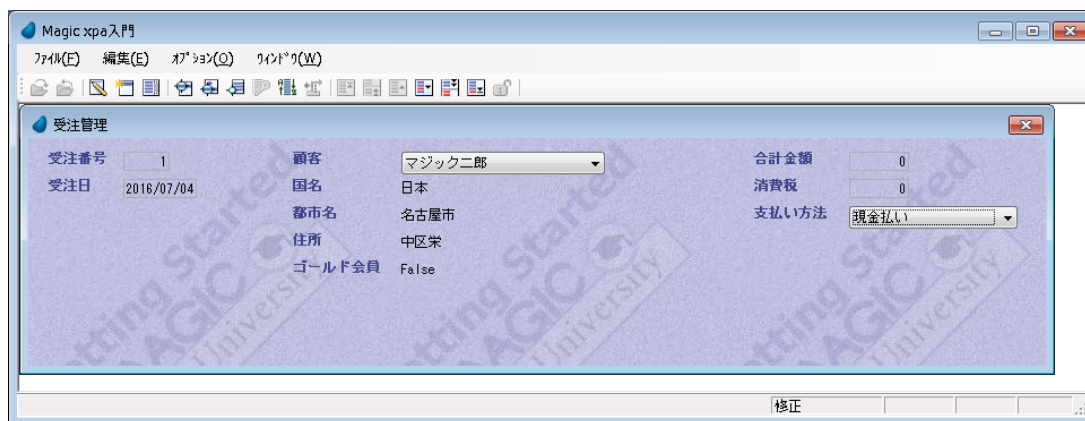 Magic xpa入門
ファイル(F) 編集(E) オプション(O) ウィンドウ(W)
受注管理
受注番号 1 顧客 マジック二郎 合計金額 0
受注日 2016/07/04 国名 日本 消費税 0
都市名 名古屋市 支払い方法 現金払い
住所 中区栄
ゴールド会員 False
Getting Started
MAGIC
University
修正